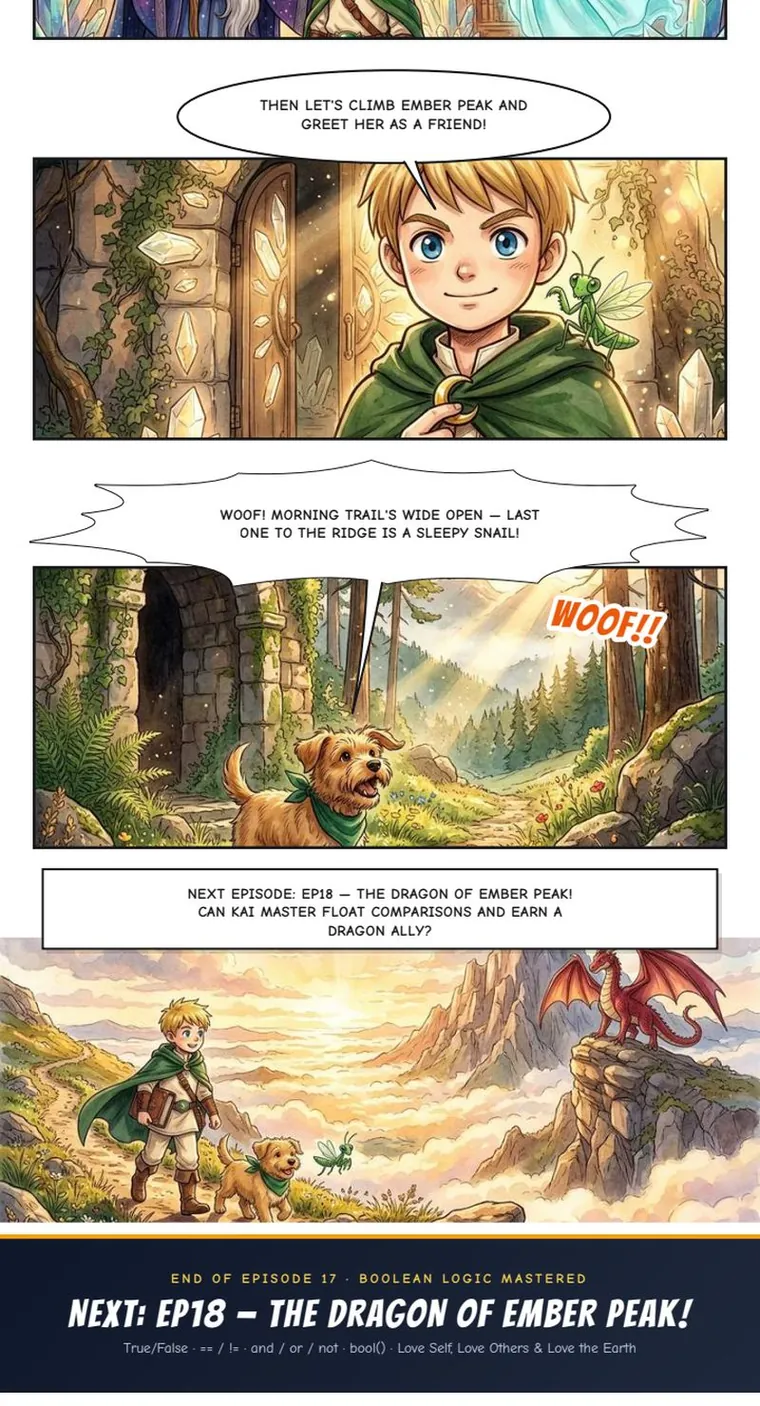 THEN LET'S CLIMB EMBER PEAK AND
GREET HER AS A FRIEND!
WOOF! MORNING TRAIL'S WIDE OPEN — LAST
ONE TO THE RIDGE IS A SLEEPY SNAIL!
WOOF!!
NEXT EPISODE: EP18 — THE DRAGON OF EMBER PEAK!
CAN KAI MASTER FLOAT COMPARISONS AND EARN A
DRAGON ALLY?
END OF EPISODE 17 · BOOLEAN LOGIC MASTERED
NEXT: EP18 — THE DRAGON OF EMBER PEAK!
True/False · == / != · and / or / not · bool() · Love Self, Love Others & Love the Earth